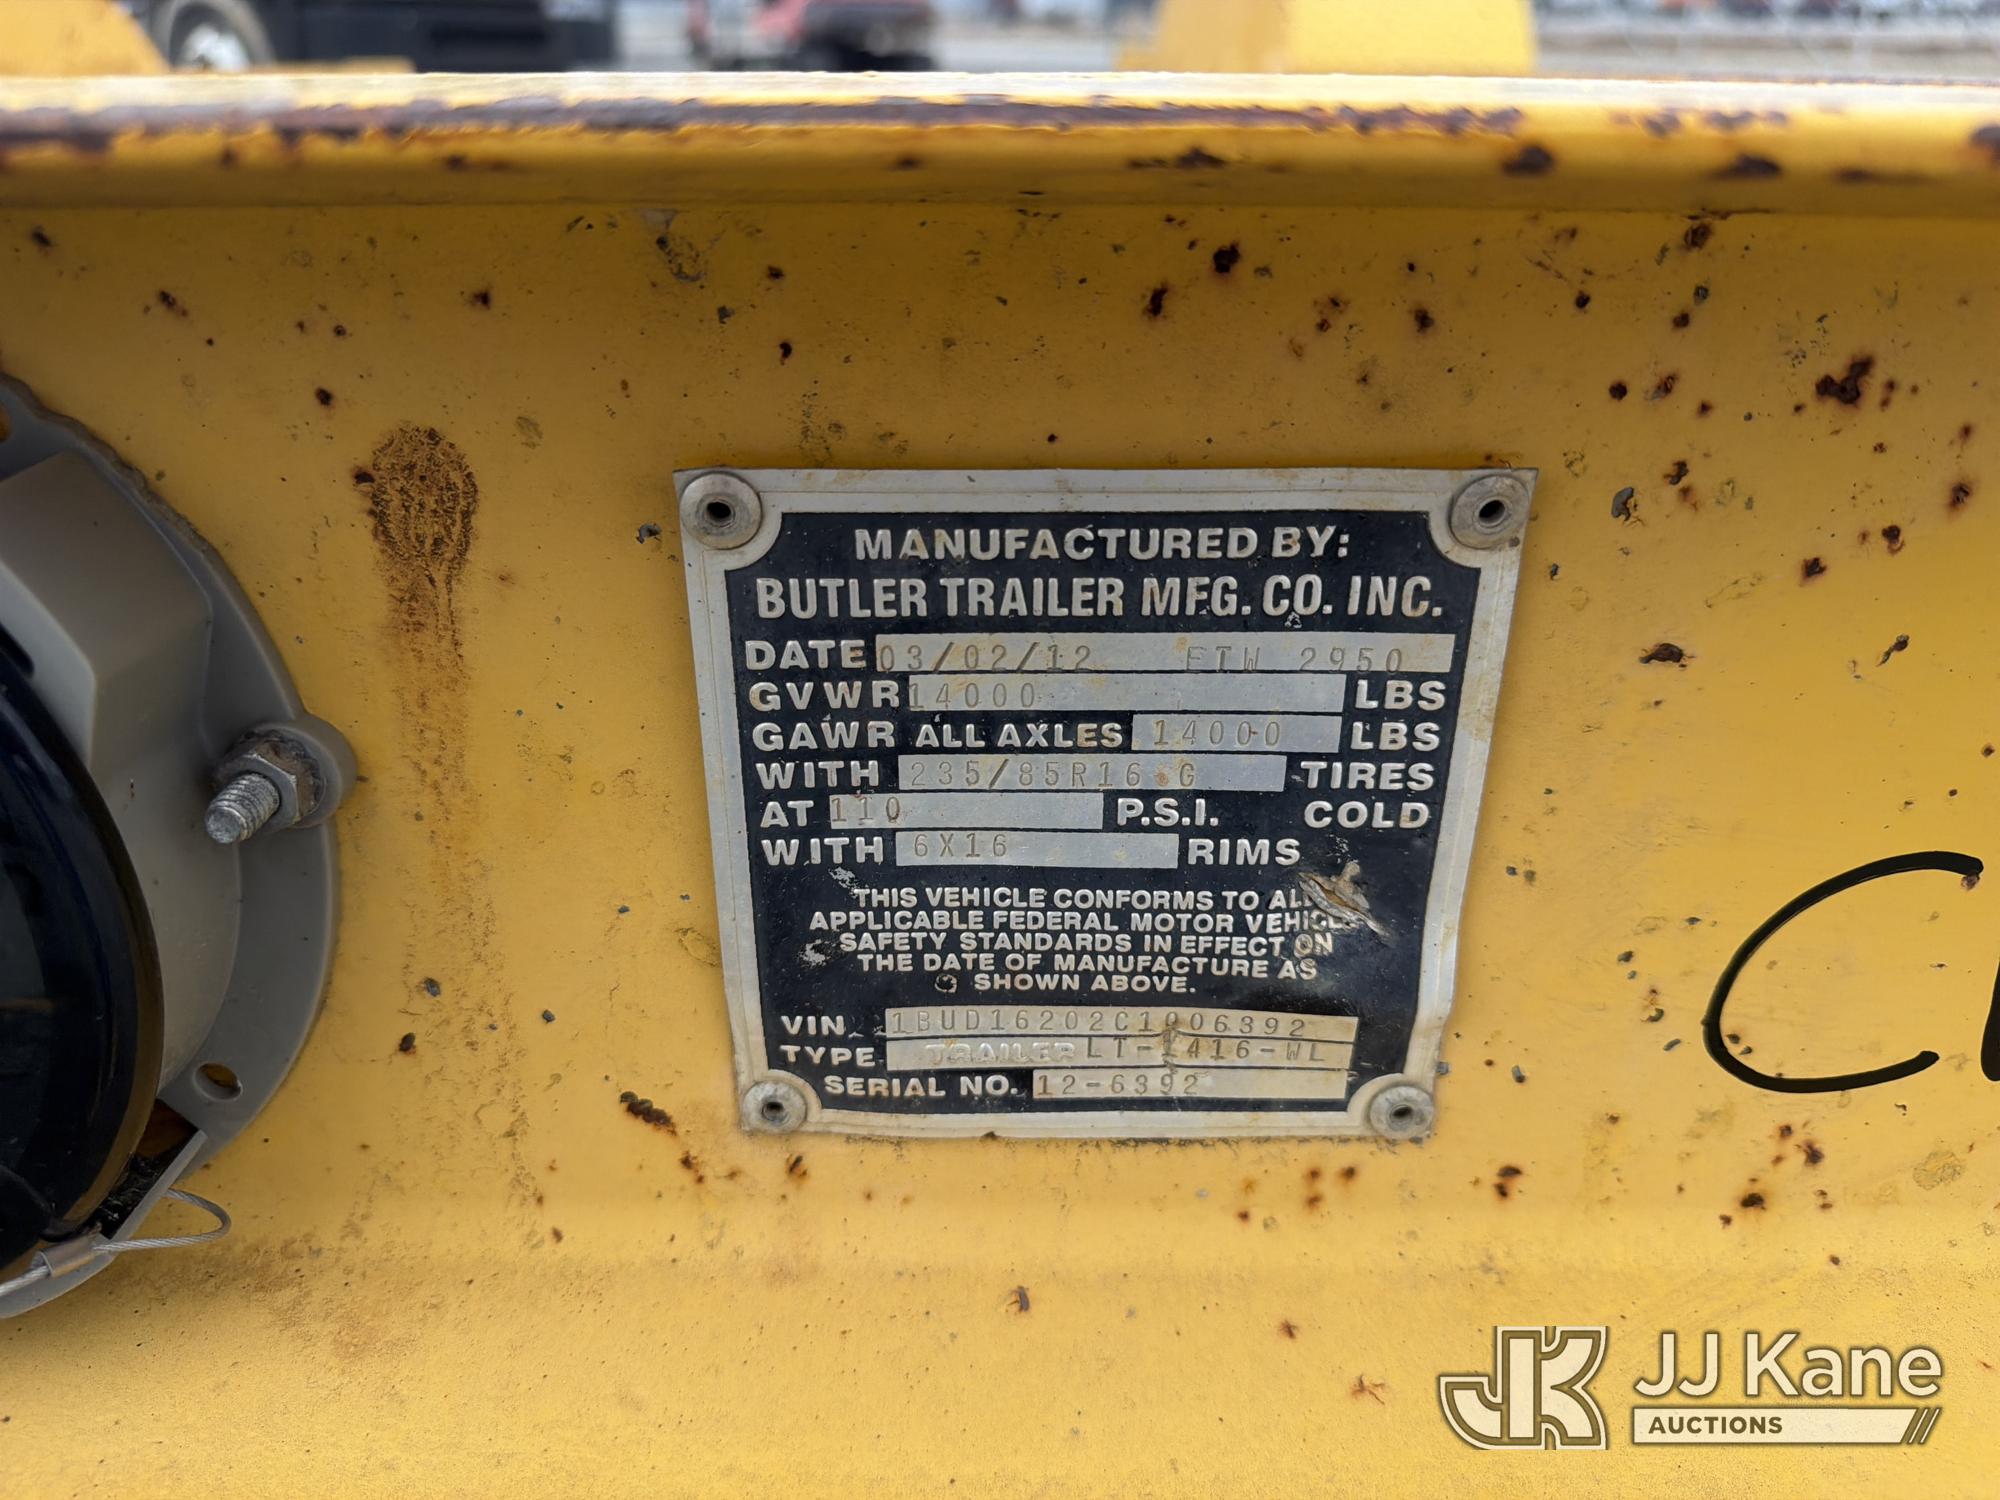 MANUFACTURED BY:
BUTLER TRAILER MFG. CO. INC.
DATE 03/02/12 ETW 2950
GVWR 14000 LBS
GAWR ALL AXLES 14000 LBS
WITH 235/85R16 G TIRES
AT 110 P.S.I. COLD
WITH 6X16 RIMS
THIS VEHICLE CONFORMS TO ALL
APPLICABLE FEDERAL MOTOR VEHICLE
SAFETY STANDARDS IN EFFECT ON
THE DATE OF MANUFACTURE AS
SHOWN ABOVE.
VIN 1BUD16202C1006392
TYPE TRAILER LT-1416-WL
SERIAL NO. 12-6392
C
JK JJ Kane
AUCTIONS